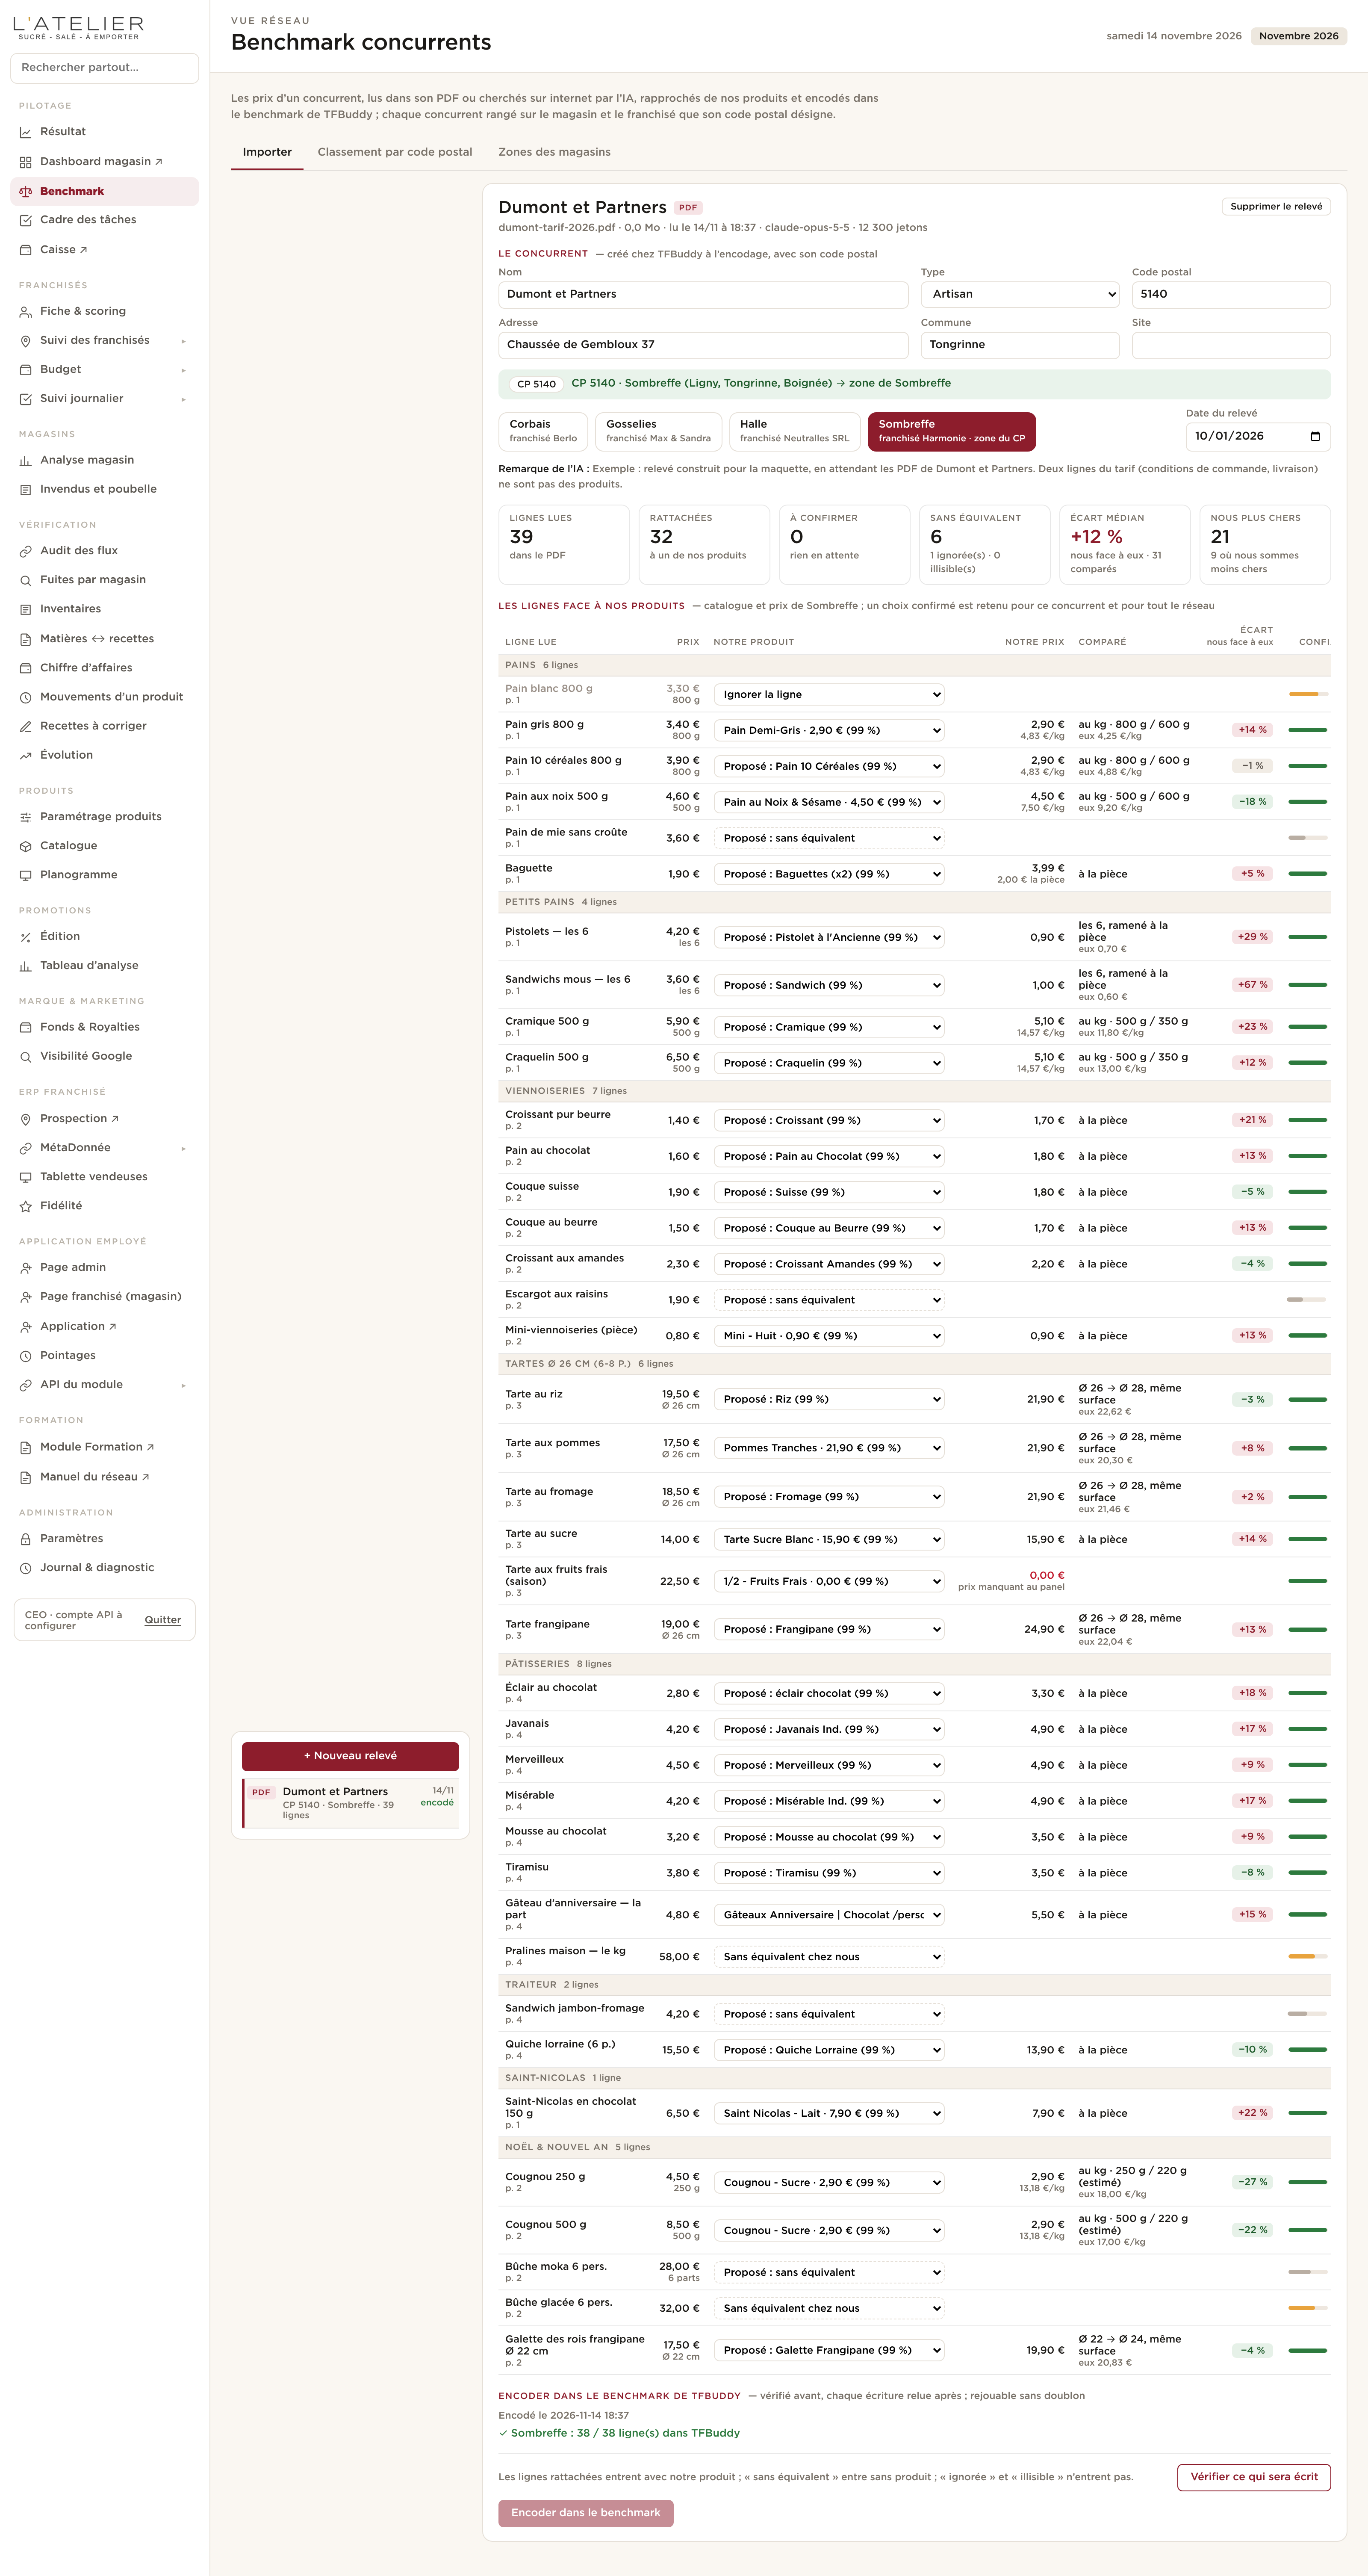 L'ATELIER
SUCRÉ - SALÉ - À EMPORTER
Rechercher partout...
PILOTAGE
Résultat
Dashboard magasin ↗
Benchmark
Cadre des tâches
Caisse ↗
FRANCHISÉS
Fiche & scoring
Suivi des franchisés ▸
Budget ▸
Suivi journalier ▸
MAGASINS
Analyse magasin
Invendus et poubelle
VÉRIFICATION
Audit des flux
Fuites par magasin
Inventaires
Matières ↔ recettes
Chiffre d'affaires
Mouvements d'un produit
Recettes à corriger
Évolution
PRODUITS
Paramétrage produits
Catalogue
Planogramme
PROMOTIONS
Édition
Tableau d'analyse
MARQUE & MARKETING
Fonds & Royalties
Visibilité Google
ERP FRANCHISÉ
Prospection ↗
MétaDonnée ▸
Tablette vendeuses
Fidélité
APPLICATION EMPLOYÉ
Page admin
Page franchisé (magasin)
Application ↗
Pointages
API du module ▸
FORMATION
Module Formation ↗
Manuel du réseau ↗
ADMINISTRATION
Paramètres
Journal & diagnostic
CEO · compte API à
configurer
Quitter
VUE RÉSEAU
Benchmark concurrents
samedi 14 novembre 2026 Novembre 2026
Les prix d'un concurrent, lus dans son PDF ou cherchés sur internet par l'IA, rapprochés de nos produits et encodés dans
le benchmark de TFBuddy ; chaque concurrent rangé sur le magasin et le franchisé que son code postal désigne.
Importer Classement par code postal Zones des magasins
+ Nouveau relevé
PDF Dumont et Partners 14/11
CP 5140 · Sombreffe · 39 encodé
lignes
Dumont et Partners PDF Supprimer le relevé
dumont-tarif-2026.pdf · 0,0 Mo · lu le 14/11 à 18:37 · claude-opus-5-5 · 12 300 jetons
LE CONCURRENT — créé chez TFBuddy à l'encodage, avec son code postal
Nom Type Code postal
Dumont et Partners Artisan 5140
Adresse Commune Site
Chaussée de Gembloux 37 Tongrinne
CP 5140 CP 5140 · Sombreffe (Ligny, Tongrinne, Boignée) → zone de Sombreffe
Corbais Gosselies Halle Sombreffe Date du relevé
franchisé Berlo franchisé Max & Sandra franchisé Neutralles SRL franchisé Harmonie · zone du CP 10/01/2026
Remarque de l'IA : Exemple : relevé construit pour la maquette, en attendant les PDF de Dumont et Partners. Deux lignes du tarif (conditions de commande, livraison)
ne sont pas des produits.
LIGNES LUES RATTACHÉES À CONFIRMER SANS ÉQUIVALENT ÉCART MÉDIAN NOUS PLUS CHERS
39 32 0 6 +12 % 21
dans le PDF à un de nos produits rien en attente 1 ignorée(s) · 0 nous face à eux · 31 9 où nous sommes
illisible(s) comparés moins chers
LES LIGNES FACE À NOS PRODUITS — catalogue et prix de Sombreffe ; un choix confirmé est retenu pour ce concurrent et pour tout le réseau
ÉCART
LIGNE LUE PRIX NOTRE PRODUIT NOTRE PRIX COMPARÉ nous face à eux CONFI.
PAINS 6 lignes
Pain blanc 800 g 3,30 € Ignorer la ligne
p. 1 800 g
Pain gris 800 g 3,40 € Pain Demi-Gris · 2,90 € (99 %) 2,90 € au kg · 800 g / 600 g +14 %
p. 1 800 g 4,83 €/kg eux 4,25 €/kg
Pain 10 céréales 800 g 3,90 € Proposé : Pain 10 Céréales (99 %) 2,90 € au kg · 800 g / 600 g −1 %
p. 1 800 g 4,83 €/kg eux 4,88 €/kg
Pain aux noix 500 g 4,60 € Pain au Noix & Sésame · 4,50 € (99 %) 4,50 € au kg · 500 g / 600 g −18 %
p. 1 500 g 7,50 €/kg eux 9,20 €/kg
Pain de mie sans croûte 3,60 € Proposé : sans équivalent
p. 1
Baguette 1,90 € Proposé : Baguettes (x2) (99 %) 3,99 € à la pièce +5 %
p. 1 2,00 € la pièce
PETITS PAINS 4 lignes
Pistolets — les 6 4,20 € Proposé : Pistolet à l'Ancienne (99 %) 0,90 € les 6, ramené à la pièce +29 %
p. 1 les 6 eux 0,70 €
Sandwichs mous — les 6 3,60 € Proposé : Sandwich (99 %) 1,00 € les 6, ramené à la pièce +67 %
p. 1 les 6 eux 0,60 €
Cramique 500 g 5,90 € Proposé : Cramique (99 %) 5,10 € au kg · 500 g / 350 g +23 %
p. 1 500 g 14,57 €/kg eux 11,80 €/kg
Craquelin 500 g 6,50 € Proposé : Craquelin (99 %) 5,10 € au kg · 500 g / 350 g +12 %
p. 1 500 g 14,57 €/kg eux 13,00 €/kg
VIENNOISERIES 7 lignes
Croissant pur beurre 1,40 € Proposé : Croissant (99 %) 1,70 € à la pièce +21 %
p. 2
Pain au chocolat 1,60 € Proposé : Pain au Chocolat (99 %) 1,80 € à la pièce +13 %
p. 2
Couque suisse 1,90 € Proposé : Suisse (99 %) 1,80 € à la pièce −5 %
p. 2
Couque au beurre 1,50 € Proposé : Couque au Beurre (99 %) 1,70 € à la pièce +13 %
p. 2
Croissant aux amandes 2,30 € Proposé : Croissant Amandes (99 %) 2,20 € à la pièce −4 %
p. 2
Escargot aux raisins 1,90 € Proposé : sans équivalent
p. 2
Mini-viennoiseries (pièce) 0,80 € Mini - Huit · 0,90 € (99 %) 0,90 € à la pièce +13 %
p. 2
TARTES Ø 26 CM (6-8 P.) 6 lignes
Tarte au riz 19,50 € Proposé : Riz (99 %) 21,90 € Ø 26 → Ø 28, même surface −3 %
p. 3 Ø 26 cm eux 22,62 €
Tarte aux pommes 17,50 € Pommes Tranches · 21,90 € (99 %) 21,90 € Ø 26 → Ø 28, même surface +8 %
p. 3 Ø 26 cm eux 20,30 €
Tarte au fromage 18,50 € Proposé : Fromage (99 %) 21,90 € Ø 26 → Ø 28, même surface +2 %
p. 3 Ø 26 cm eux 21,46 €
Tarte au sucre 14,00 € Tarte Sucre Blanc · 15,90 € (99 %) 15,90 € à la pièce +14 %
p. 3
Tarte aux fruits frais (saison) 22,50 € 1/2 - Fruits Frais · 0,00 € (99 %) 0,00 €
p. 3 prix manquant au panel
Tarte frangipane 19,00 € Proposé : Frangipane (99 %) 24,90 € Ø 26 → Ø 28, même surface +13 %
p. 3 Ø 26 cm eux 22,04 €
PÂTISSERIES 8 lignes
Éclair au chocolat 2,80 € Proposé : éclair chocolat (99 %) 3,30 € à la pièce +18 %
p. 4
Javanais 4,20 € Proposé : Javanais Ind. (99 %) 4,90 € à la pièce +17 %
p. 4
Merveilleux 4,50 € Proposé : Merveilleux (99 %) 4,90 € à la pièce +9 %
p. 4
Misérable 4,20 € Proposé : Misérable Ind. (99 %) 4,90 € à la pièce +17 %
p. 4
Mousse au chocolat 3,20 € Proposé : Mousse au chocolat (99 %) 3,50 € à la pièce +9 %
p. 4
Tiramisu 3,80 € Proposé : Tiramisu (99 %) 3,50 € à la pièce −8 %
p. 4
Gâteau d'anniversaire — la part 4,80 € Gâteaux Anniversaire | Chocolat /persc 5,50 € à la pièce +15 %
p. 4
Pralines maison — le kg 58,00 € Sans équivalent chez nous
p. 4
TRAITEUR 2 lignes
Sandwich jambon-fromage 4,20 € Proposé : sans équivalent
p. 4
Quiche lorraine (6 p.) 15,50 € Proposé : Quiche Lorraine (99 %) 13,90 € à la pièce −10 %
p. 4
SAINT-NICOLAS 1 ligne
Saint-Nicolas en chocolat 150 g 6,50 € Saint Nicolas - Lait · 7,90 € (99 %) 7,90 € à la pièce +22 %
p. 1
NOËL & NOUVEL AN 5 lignes
Cougnou 250 g 4,50 € Cougnou - Sucre · 2,90 € (99 %) 2,90 € au kg · 250 g / 220 g (estimé) −27 %
p. 2 250 g 13,18 €/kg eux 18,00 €/kg
Cougnou 500 g 8,50 € Cougnou - Sucre · 2,90 € (99 %) 2,90 € au kg · 500 g / 220 g (estimé) −22 %
p. 2 500 g 13,18 €/kg eux 17,00 €/kg
Bûche moka 6 pers. 28,00 € Proposé : sans équivalent
p. 2 6 parts
Bûche glacée 6 pers. 32,00 € Sans équivalent chez nous
p. 2
Galette des rois frangipane Ø 22 cm 17,50 € Proposé : Galette Frangipane (99 %) 19,90 € Ø 22 → Ø 24, même surface −4 %
p. 2 Ø 22 cm eux 20,83 €
ENCODER DANS LE BENCHMARK DE TFBUDDY — vérifié avant, chaque écriture relue après ; rejouable sans doublon
Encodé le 2026-11-14 18:37
✓ Sombreffe : 38 / 38 ligne(s) dans TFBuddy
Les lignes rattachées entrent avec notre produit ; « sans équivalent » entre sans produit ; « ignorée » et « illisible » n'entrent pas. Vérifier ce qui sera écrit
Encoder dans le benchmark